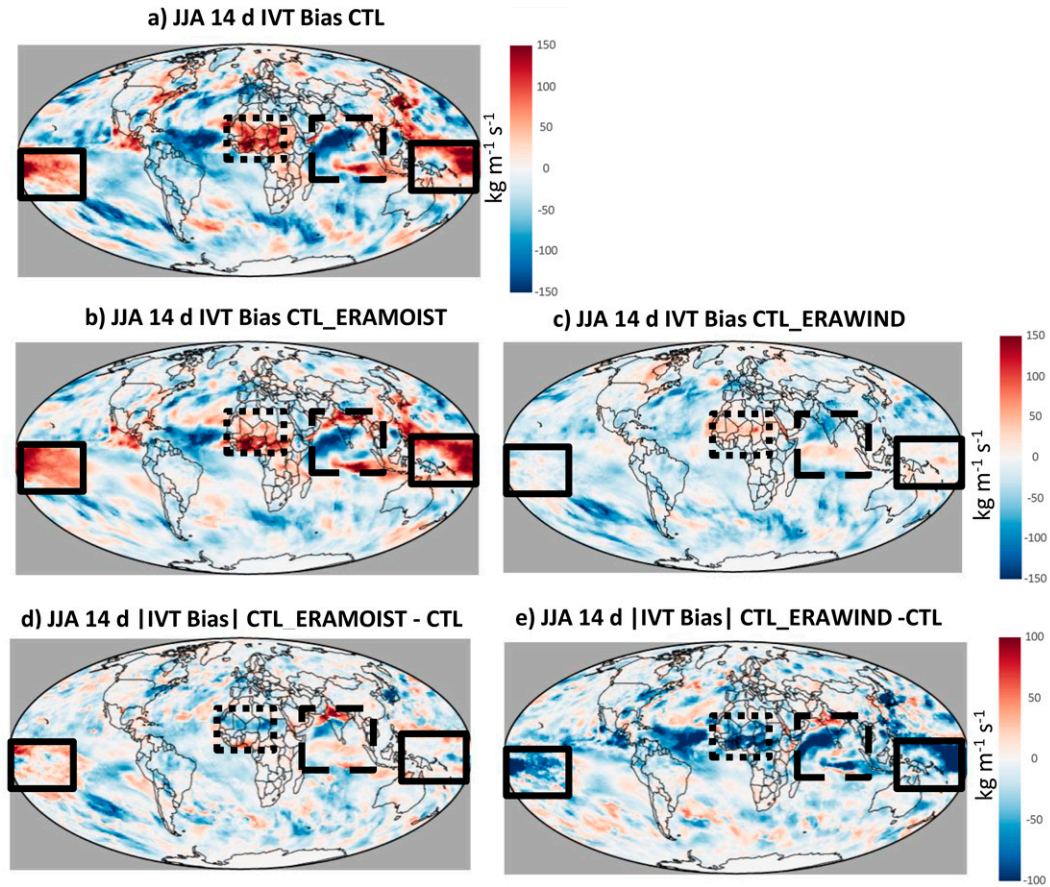 a) JJA 14 d IVT Bias CTL
150
100
50
0
-50
-100
-150
kg m⁻¹ s⁻¹
b) JJA 14 d IVT Bias CTL_ERAMOIST
c) JJA 14 d IVT Bias CTL_ERAWIND
150
100
50
0
-50
-100
-150
kg m⁻¹ s⁻¹
d) JJA 14 d |IVT Bias| CTL_ERAMOIST - CTL
e) JJA 14 d |IVT Bias| CTL_ERAWIND -CTL
100
50
0
-50
-100
kg m⁻¹ s⁻¹